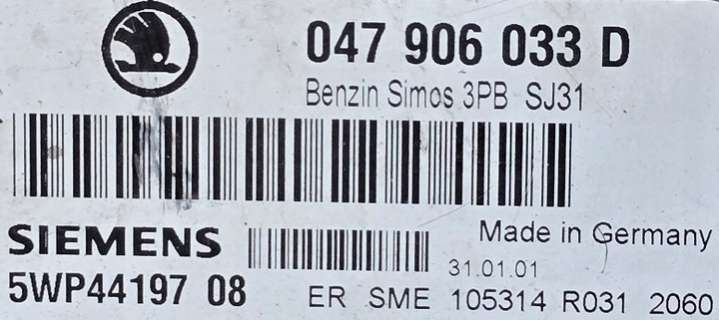 047 906 033 D
Benzin Simos 3PB SJ31
SIEMENS
Made in Germany
31.01.01
5WP44197 08
ER SME 105314 R031 2060